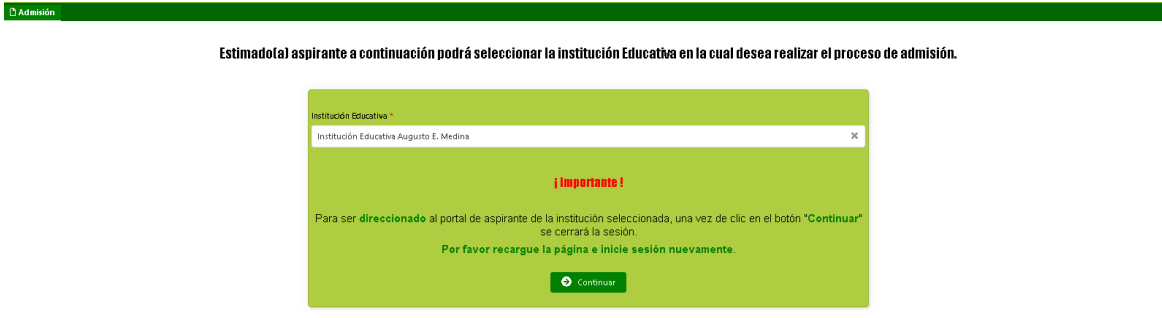 Admisión
Estimado(a) aspirante a continuación podrá seleccionar la institución Educativa en la cual desea realizar el proceso de admisión.
Institución Educativa *
Institución Educativa Augusto E. Medina
¡ Importante !
Para ser direccionado al portal de aspirante de la institución seleccionada, una vez de clic en el botón "Continuar"
se cerrará la sesión.
Por favor recargue la página e inicie sesión nuevamente.
Continuar